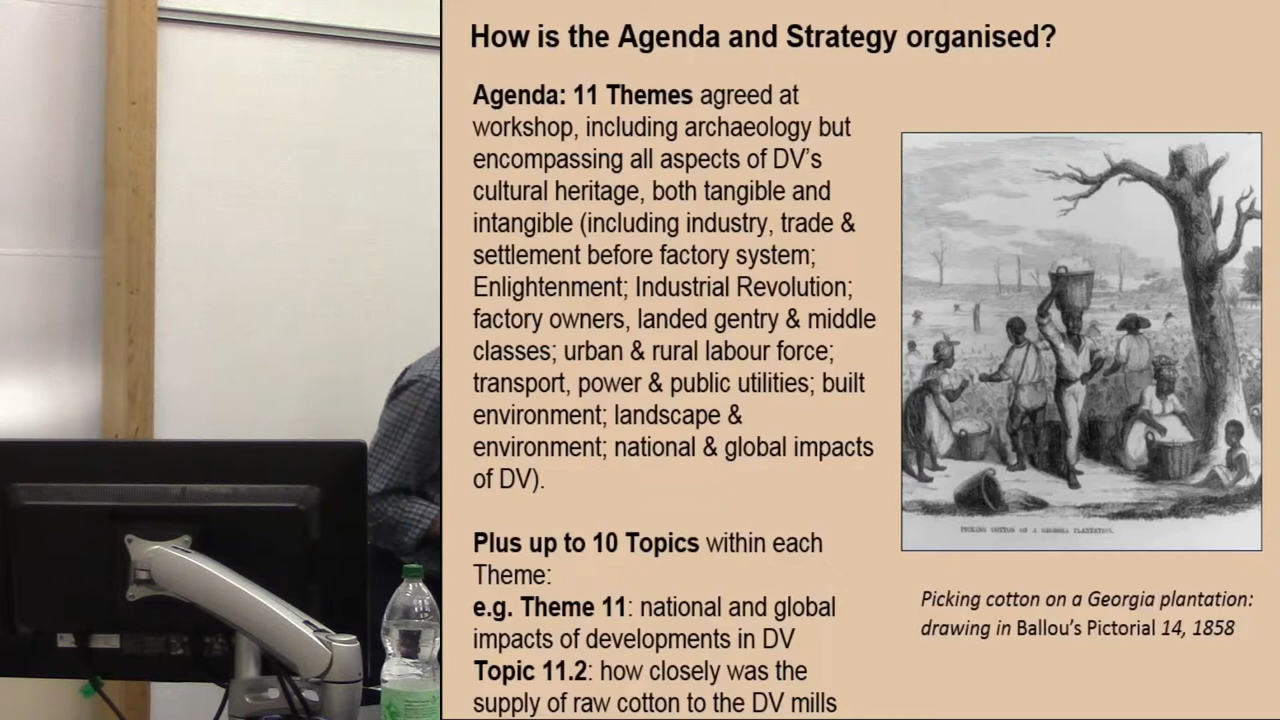 How is the Agenda and Strategy organised?
Agenda: 11 Themes agreed at
workshop, including archaeology but
encompassing all aspects of DV's
cultural heritage, both tangible and
intangible (including industry, trade &
settlement before factory system;
Enlightenment; Industrial Revolution;
factory owners, landed gentry & middle
classes; urban & rural labour force;
transport, power & public utilities; built
environment; landscape &
environment; national & global impacts
of DV).
Plus up to 10 Topics within each
Theme:
e.g. Theme 11: national and global
impacts of developments in DV
Topic 11.2: how closely was the
supply of raw cotton to the DV mills
PICKING COTTON ON A GEORGIA PLANTATION.
Picking cotton on a Georgia plantation:
drawing in Ballou's Pictorial 14, 1858